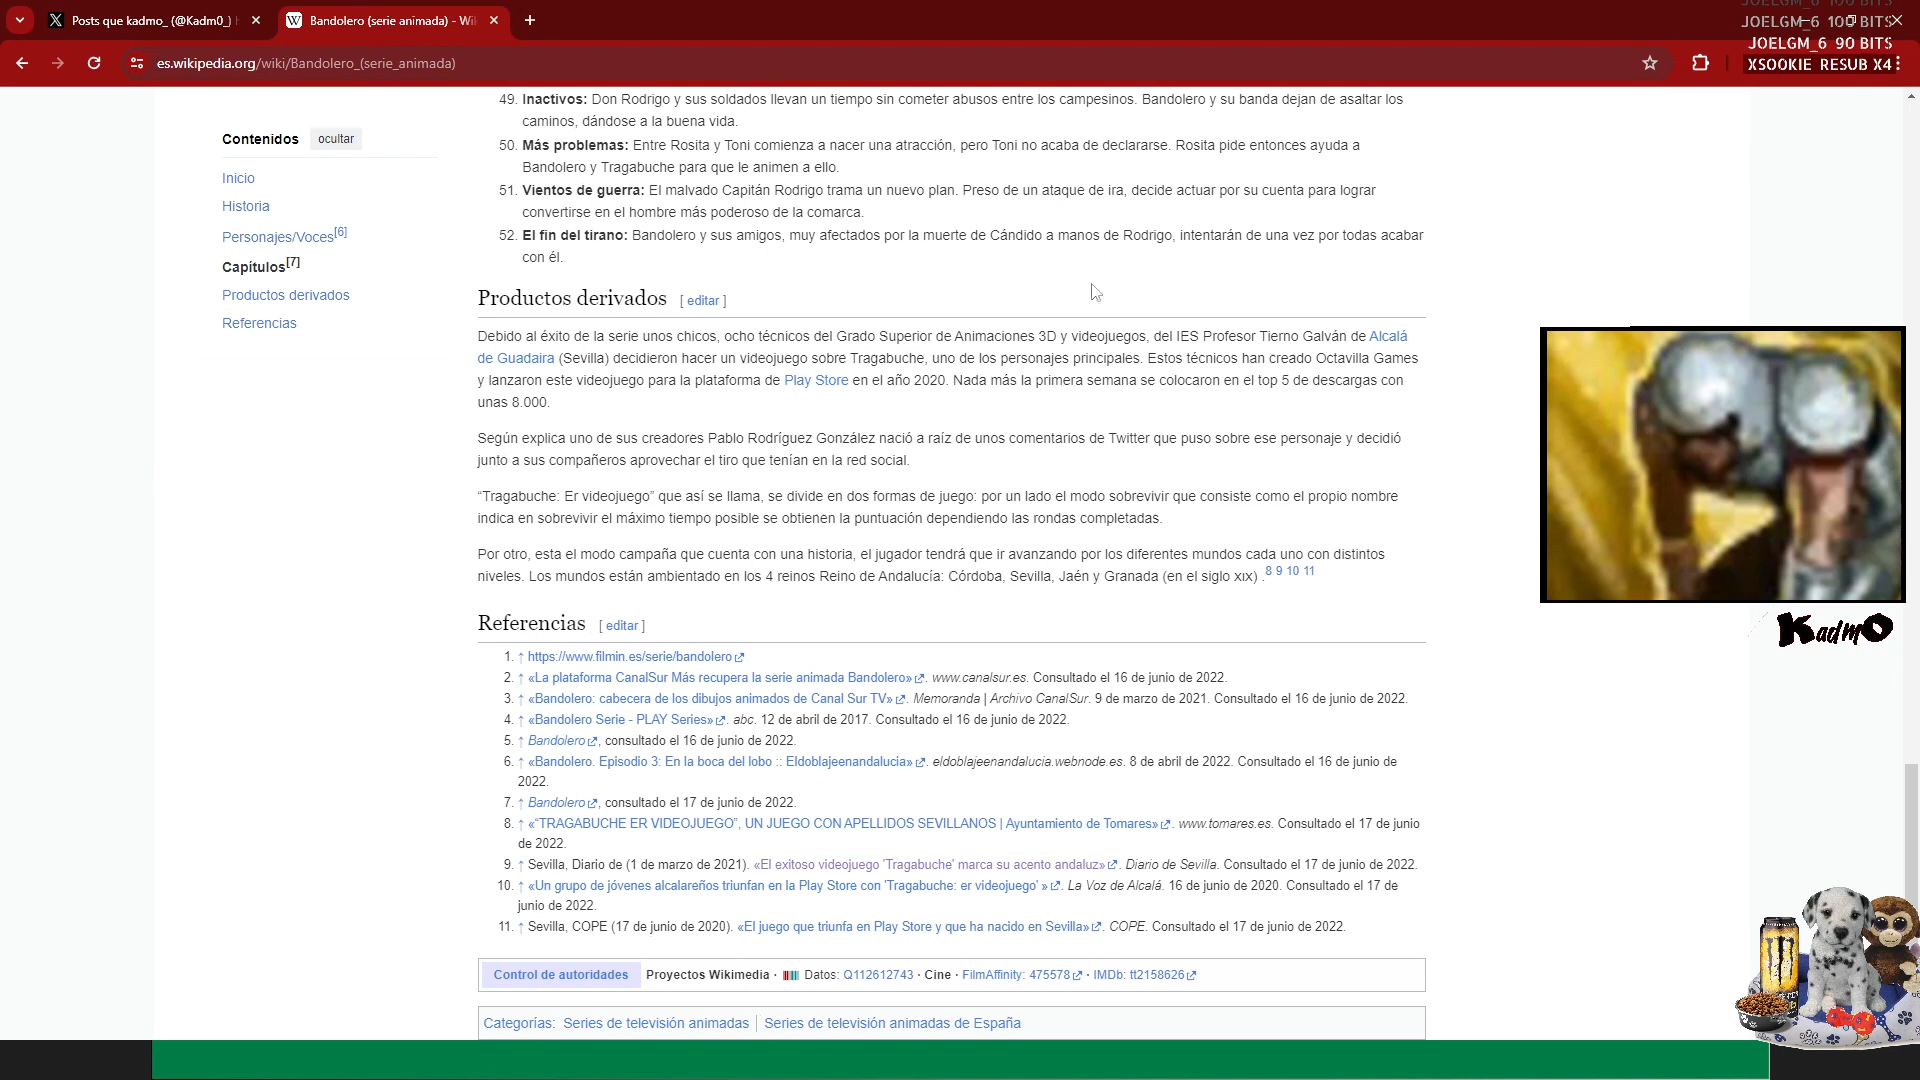 JOELGM_6 100 BITS
Posts que kadmo_ (@Kadm0_)
Bandolero (serie animada) - Wi
JOELGM_6 100 BITS
JOELGM_6 90 BITS
es.wikipedia.org/wiki/Bandolero_(serie_animada)
XSOOKIE RESUB X4
Contenidos ocultar
Inicio
Historia
Personajes/Voces[6]
Capítulos[7]
Productos derivados
Referencias
49. Inactivos: Don Rodrigo y sus soldados llevan un tiempo sin cometer abusos entre los campesinos. Bandolero y su banda dejan de asaltar los
caminos, dándose a la buena vida.
50. Más problemas: Entre Rosita y Toni comienza a nacer una atracción, pero Toni no acaba de declararse. Rosita pide entonces ayuda a
Bandolero y Tragabuche para que le animen a ello.
51. Vientos de guerra: El malvado Capitán Rodrigo trama un nuevo plan. Preso de un ataque de ira, decide actuar por su cuenta para lograr
convertirse en el hombre más poderoso de la comarca.
52. El fin del tirano: Bandolero y sus amigos, muy afectados por la muerte de Cándido a manos de Rodrigo, intentarán de una vez por todas acabar
con él.
Productos derivados [ editar ]
Debido al éxito de la serie unos chicos, ocho técnicos del Grado Superior de Animaciones 3D y videojuegos, del IES Profesor Tierno Galván de Alcalá
de Guadaira (Sevilla) decidieron hacer un videojuego sobre Tragabuche, uno de los personajes principales. Estos técnicos han creado Octavilla Games
y lanzaron este videojuego para la plataforma de Play Store en el año 2020. Nada más la primera semana se colocaron en el top 5 de descargas con
unas 8.000.
Según explica uno de sus creadores Pablo Rodríguez González nació a raíz de unos comentarios de Twitter que puso sobre ese personaje y decidió
junto a sus compañeros aprovechar el tiro que tenían en la red social.
“Tragabuche: Er videojuego” que así se llama, se divide en dos formas de juego: por un lado el modo sobrevivir que consiste como el propio nombre
indica en sobrevivir el máximo tiempo posible se obtienen la puntuación dependiendo las rondas completadas.
Por otro, esta el modo campaña que cuenta con una historia, el jugador tendrá que ir avanzando por los diferentes mundos cada uno con distintos
niveles. Los mundos están ambientado en los 4 reinos Reino de Andalucía: Córdoba, Sevilla, Jaén y Granada (en el siglo XIX) .8 9 10 11
Kadmo
Referencias [ editar ]
1. ↑ https://www.filmin.es/serie/bandolero
2. ↑ «La plataforma CanalSur Más recupera la serie animada Bandolero». www.canalsur.es. Consultado el 16 de junio de 2022.
3. ↑ «Bandolero: cabecera de los dibujos animados de Canal Sur TV». Memoranda | Archivo CanalSur. 9 de marzo de 2021. Consultado el 16 de junio de 2022.
4. ↑ «Bandolero Serie - PLAY Series». abc. 12 de abril de 2017. Consultado el 16 de junio de 2022.
5. ↑ Bandolero, consultado el 16 de junio de 2022.
6. ↑ «Bandolero. Episodio 3: En la boca del lobo :: Eldoblajeenandalucia». eldoblajeenandalucia.webnode.es. 8 de abril de 2022. Consultado el 16 de junio de
2022.
7. ↑ Bandolero, consultado el 17 de junio de 2022.
8. ↑ «“TRAGABUCHE ER VIDEOJUEGO”, UN JUEGO CON APELLIDOS SEVILLANOS | Ayuntamiento de Tomares». www.tomares.es. Consultado el 17 de junio
de 2022.
9. ↑ Sevilla, Diario de (1 de marzo de 2021). «El exitoso videojuego 'Tragabuche' marca su acento andaluz». Diario de Sevilla. Consultado el 17 de junio de 2022.
10. ↑ «Un grupo de jóvenes alcalareños triunfan en la Play Store con 'Tragabuche: er videojuego' ». La Voz de Alcalá. 16 de junio de 2020. Consultado el 17 de
junio de 2022.
11. ↑ Sevilla, COPE (17 de junio de 2020). «El juego que triunfa en Play Store y que ha nacido en Sevilla». COPE. Consultado el 17 de junio de 2022.
Control de autoridades Proyectos Wikimedia · Datos: Q112612743 · Cine · FilmAffinity: 475578 · IMDb: tt2158626
Categorías: Series de televisión animadas | Series de televisión animadas de España